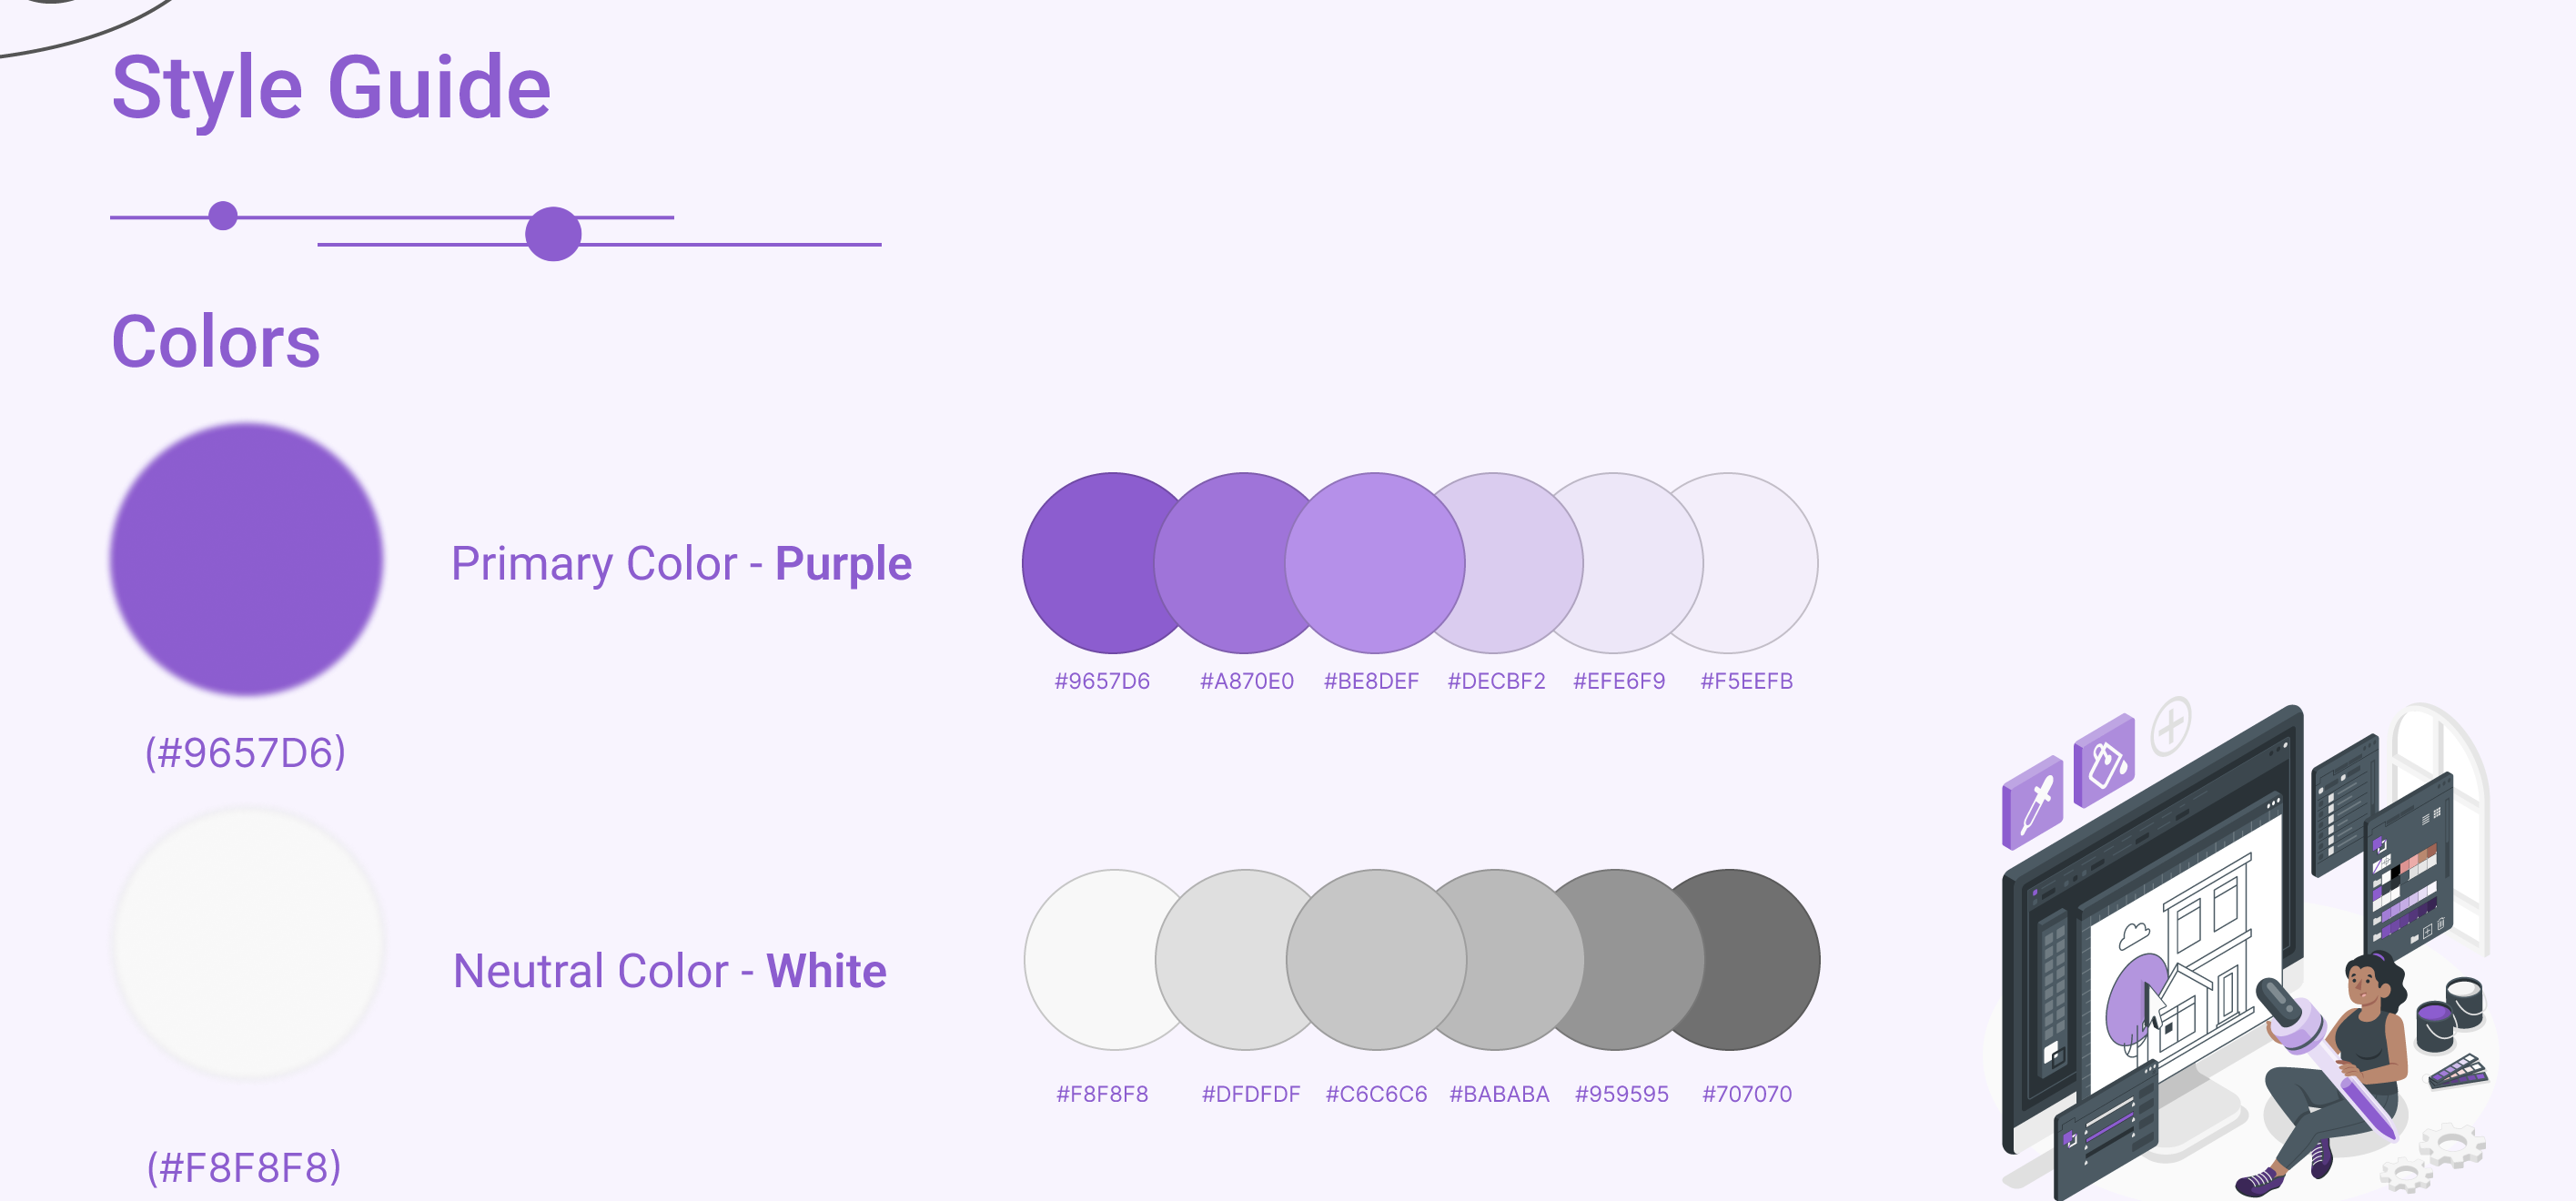 Style Guide
Colors
Primary Color - Purple
#9657D6 #A870E0 #BE8DEF #DECBF2 #EFE6F9 #F5EEFB
(#9657D6)
Neutral Color - White
#F8F8F8 #DFDFDF #C6C6C6 #BABABA #959595 #707070
(#F8F8F8)